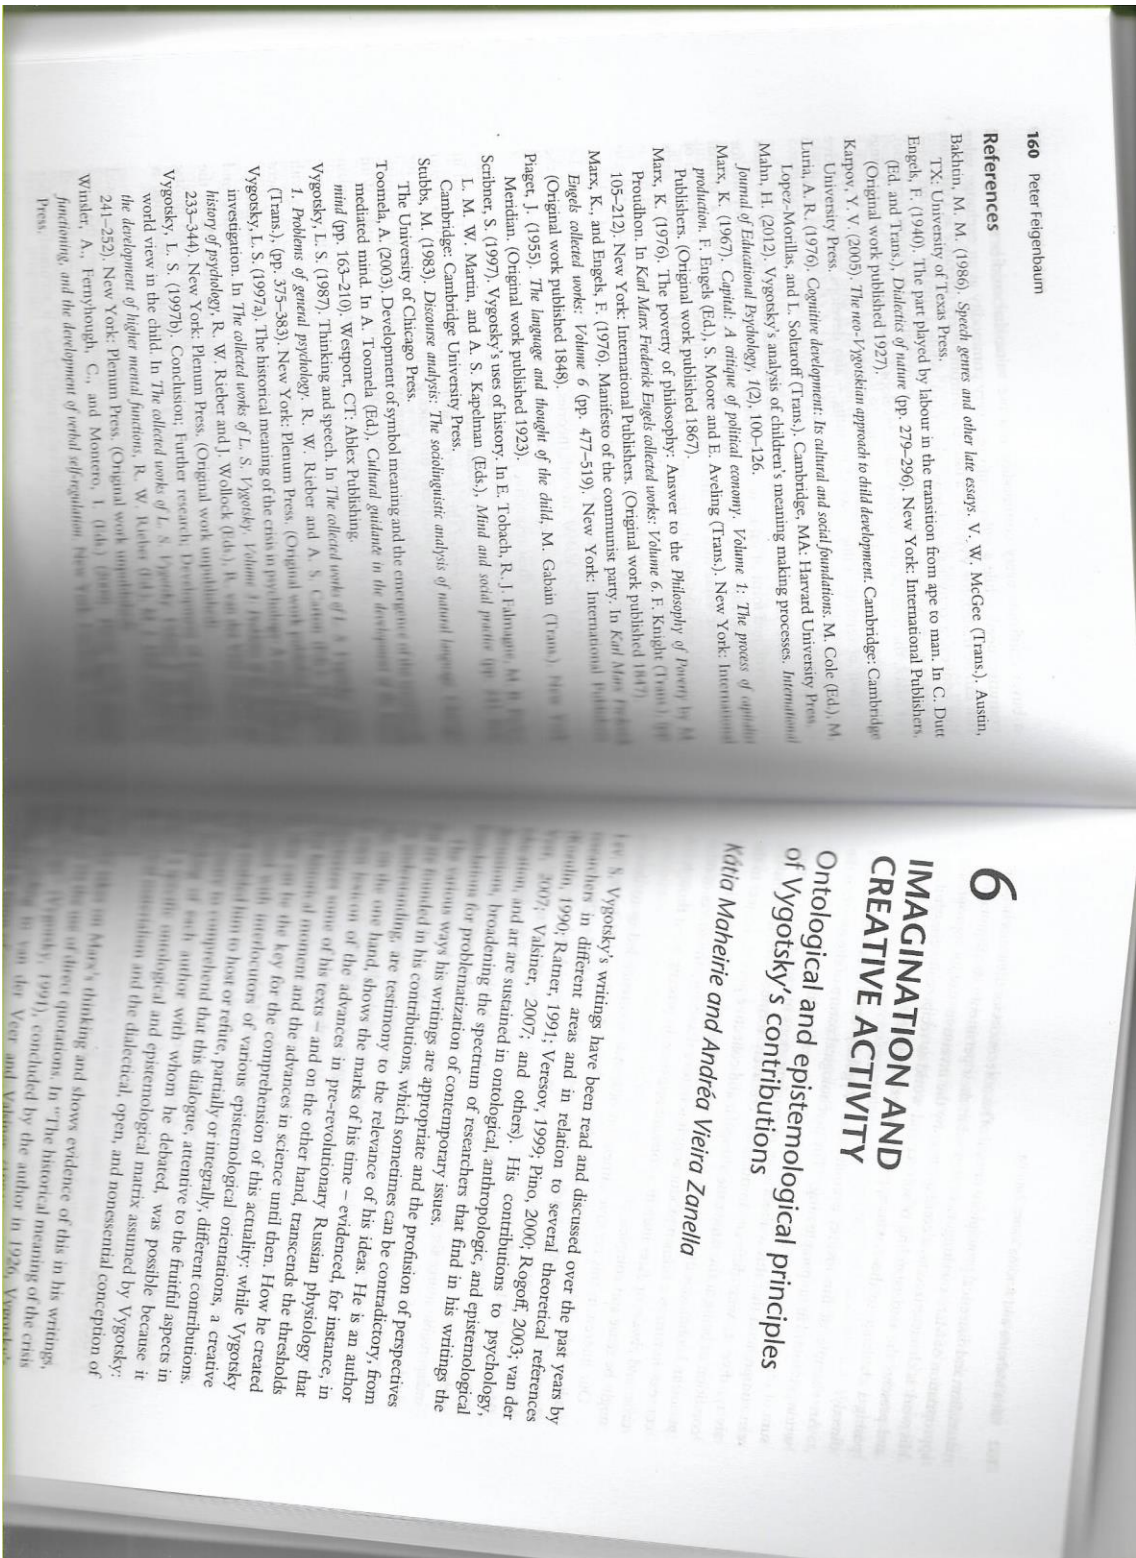 160 Peter Feigenbaum
References
Bakhtin, M. M. (1986). Speech genres and other late essays. V. W. McGee (Trans.). Austin,
TX: University of Texas Press.
Engels, F. (1940). The part played by labour in the transition from ape to man. In C. Dutt
(Ed. and Trans.), Dialectics of nature (pp. 279–296). New York: International Publishers.
(Original work published 1927).
Karpov, Y. V. (2005). The neo-Vygotskian approach to child development. Cambridge: Cambridge
University Press.
Luria, A. R. (1976). Cognitive development: Its cultural and social foundations. M. Cole (Ed.), M.
Lopez-Morillas, and L. Solotaroff (Trans.). Cambridge, MA: Harvard University Press.
Mahn, H. (2012). Vygotsky's analysis of children's meaning making processes. International
Journal of Educational Psychology, 1(2), 100–126.
Marx, K. (1967). Capital: A critique of political economy. Volume 1: The process of capitalist
production. F. Engels (Ed.), S. Moore and E. Aveling (Trans.). New York: International
Publishers. (Original work published 1867).
Marx, K. (1976). The poverty of philosophy: Answer to the Philosophy of Poverty by M.
Proudhon. In Karl Marx Frederick Engels collected works: Volume 6. F. Knight (Trans.) (pp.
105–212). New York: International Publishers. (Original work published 1847).
Marx, K., and Engels, F. (1976). Manifesto of the communist party. In Karl Marx Frederick
Engels collected works: Volume 6 (pp. 477–519). New York: International Publishers.
(Original work published 1848).
Piaget, J. (1955). The language and thought of the child, M. Gabain (Trans.). New York:
Meridian. (Original work published 1923).
Scribner, S. (1997). Vygotsky's uses of history. In E. Tobach, R. J. Falmagne, M. B.
L. M. W. Martin, and A. S. Kapelman (Eds.), Mind and social practice (pp.
Cambridge: Cambridge University Press.
Stubbs, M. (1983). Discourse analysis: The sociolinguistic analysis of natural language.
The University of Chicago Press.
Toomela, A. (2003). Development of symbol meaning and the emergence of the
mediated mind. In A. Toomela (Ed.), Cultural guidance in the development of the
mind (pp. 163–210). Westport, CT: Ablex Publishing.
Vygotsky, L. S. (1987). Thinking and speech. In The collected works of L. S. Vygotsky
1. Problems of general psychology. R. W. Rieber and A. S. Carton
(Trans.), (pp. 375–383). New York: Plenum Press. (Original work
Vygotsky, L. S. (1997a). The historical meaning of the crisis in psychology: A
investigation. In The collected works of L. S. Vygotsky. Volume 3
history of psychology, R. W. Rieber and J. Wollock (Eds.), R. van der Veer
233–344). New York: Plenum Press. (Original work unpublished).
Vygotsky, L. S. (1997b). Conclusion; Further research; Development of
world view in the child. In The collected works of L. S. Vygotsky
the development of higher mental functions, R. W. Rieber (Ed.), M. J.
241–252). New York: Plenum Press. (Original work unpublished).
Winsler, A., Fernyhough, C., and Montero, I. (Eds.)
functioning, and the development of verbal self-regulation. New York:
Press.
6
IMAGINATION AND
CREATIVE ACTIVITY
Ontological and epistemological principles
of Vygotsky's contributions
Kátia Maheirie and Andréa Vieira Zanella
Lev S. Vygotsky's writings have been read and discussed over the past years by
researchers in different areas and in relation to several theoretical references
1990; Ratner, 1991; Veresov, 1999; Pino, 2000; Rogoff, 2003; van der
Veer, 2007; Valsiner, 2007; and others). His contributions to psychology,
education, and art are sustained in ontological, anthropologic, and epistemological
broadening the spectrum of researchers that find in his writings the
for problematization of contemporary issues.
The various ways his writings are appropriate and the profusion of perspectives
founded in his contributions, which sometimes can be contradictory, from
understanding, are testimony to the relevance of his ideas. He is an author
on the one hand, shows the marks of his time – evidenced, for instance, in
of the advances in pre-revolutionary Russian physiology that
some of his texts – and on the other hand, transcends the thresholds
historical moment and the advances in science until then. How he created
be the key for the comprehension of this actuality: while Vygotsky
with interlocutors of various epistemological orientations, a creative
him to host or refute, partially or integrally, different contributions.
to comprehend that this dialogue, attentive to the fruitful aspects in
of each author with whom he debated, was possible because it
ontological and epistemological matrix assumed by Vygotsky:
and the dialectical, open, and nonessential conception of
on Marx's thinking and shows evidence of this in his writings,
the use of direct quotations. In "The historical meaning of the crisis
(Vygotsky, 1991), concluded by the author in 1926, Vygotsky's
van der Veer and Valsiner